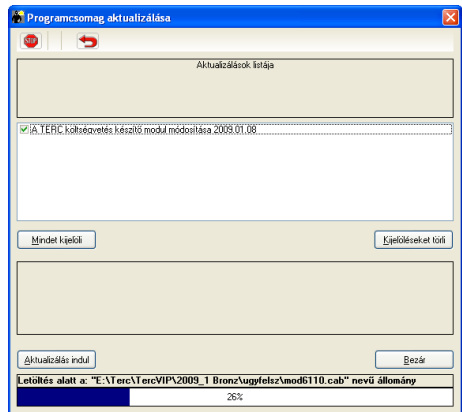 Programcsomag aktualizálása
STOP
Aktualizálások listája
A TERC költségvetés készítő modul módosítása 2009.01.08
Mindet kijelöli
Kijelöléseket törli
Aktualizálás indul
Bezár
Letöltés alatt a: "E:\Terc\TercVIP\2009_1 Bronz\ugyfelsz\mod6110.cab" nevű állomány
26%